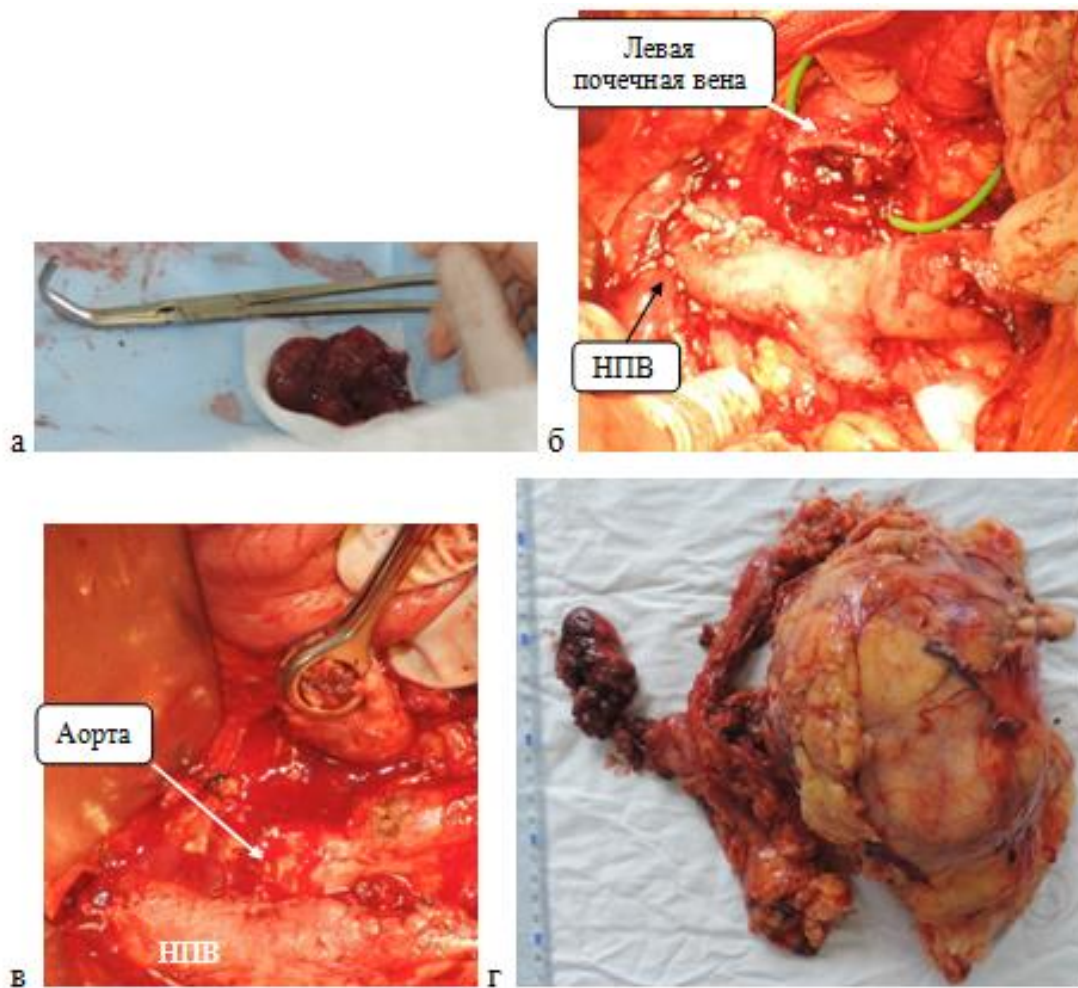 Левая
почечная вена
НПВ
а
б
Аорта
НПВ
в
г